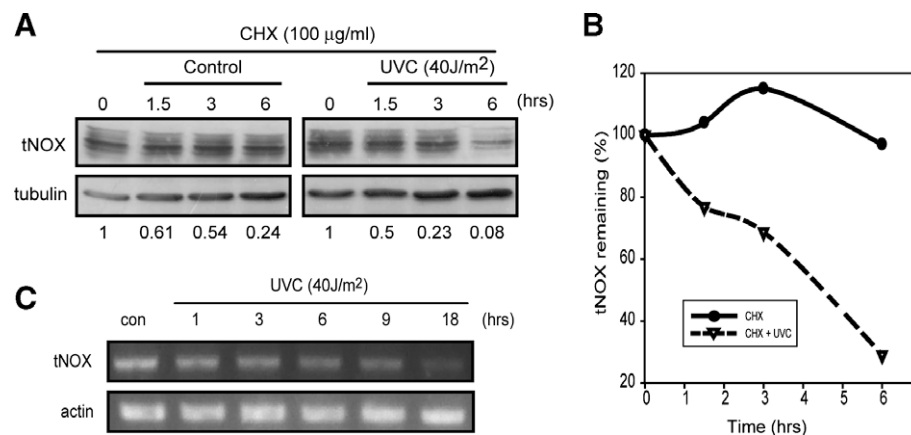 A
CHX (100 μg/ml)
Control
UVC (40J/m2)
0 1.5 3 6 0 1.5 3 6 (hrs)
tNOX
tubulin
1 0.61 0.54 0.24 1 0.5 0.23 0.08
B
120
100
80
60
40
20
tNOX remaining (%)
CHX
CHX + UVC
0 1 2 3 4 5 6
Time (hrs)
C
UVC (40J/m2)
con 1 3 6 9 18 (hrs)
tNOX
actin